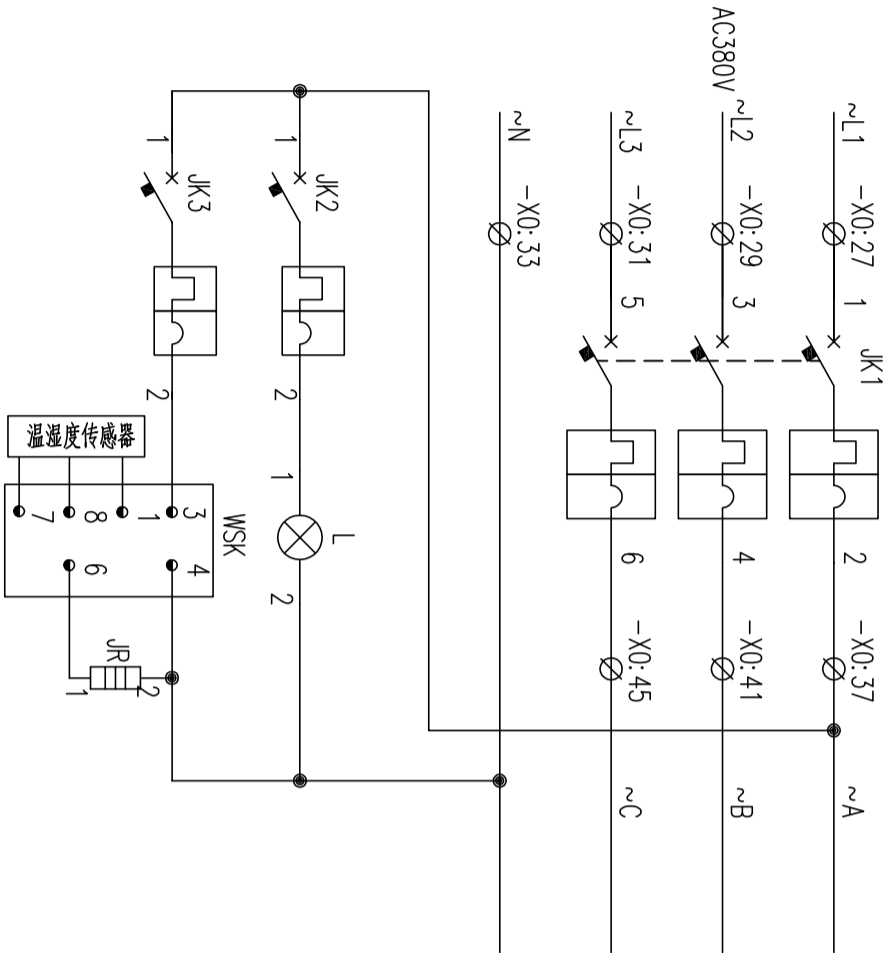 AC380V
~L1
-X0:27
1
JK1
2
-X0:37
~A
~L2
-X0:29
3
4
-X0:41
~B
~L3
-X0:31
5
6
-X0:45
~C
~N
-X0:33
1
JK2
2
1
L
2
1
JK3
2
温湿度传感器
WSK
3
1
8
7
4
6
JR
1
2